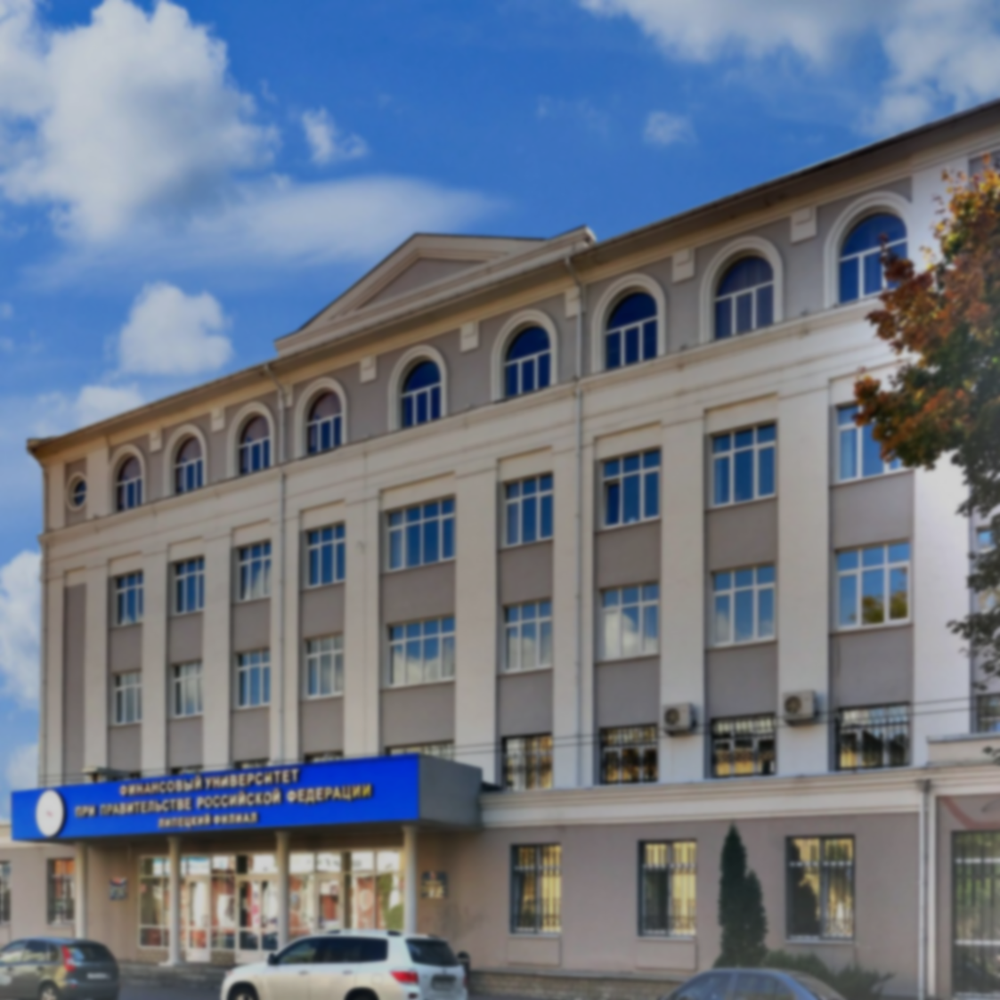 ФИНАНСОВЫЙ УНИВЕРСИТЕТ
ПРИ ПРАВИТЕЛЬСТВЕ РОССИЙСКОЙ ФЕДЕРАЦИИ
ЛИПЕЦКИЙ ФИЛИАЛ